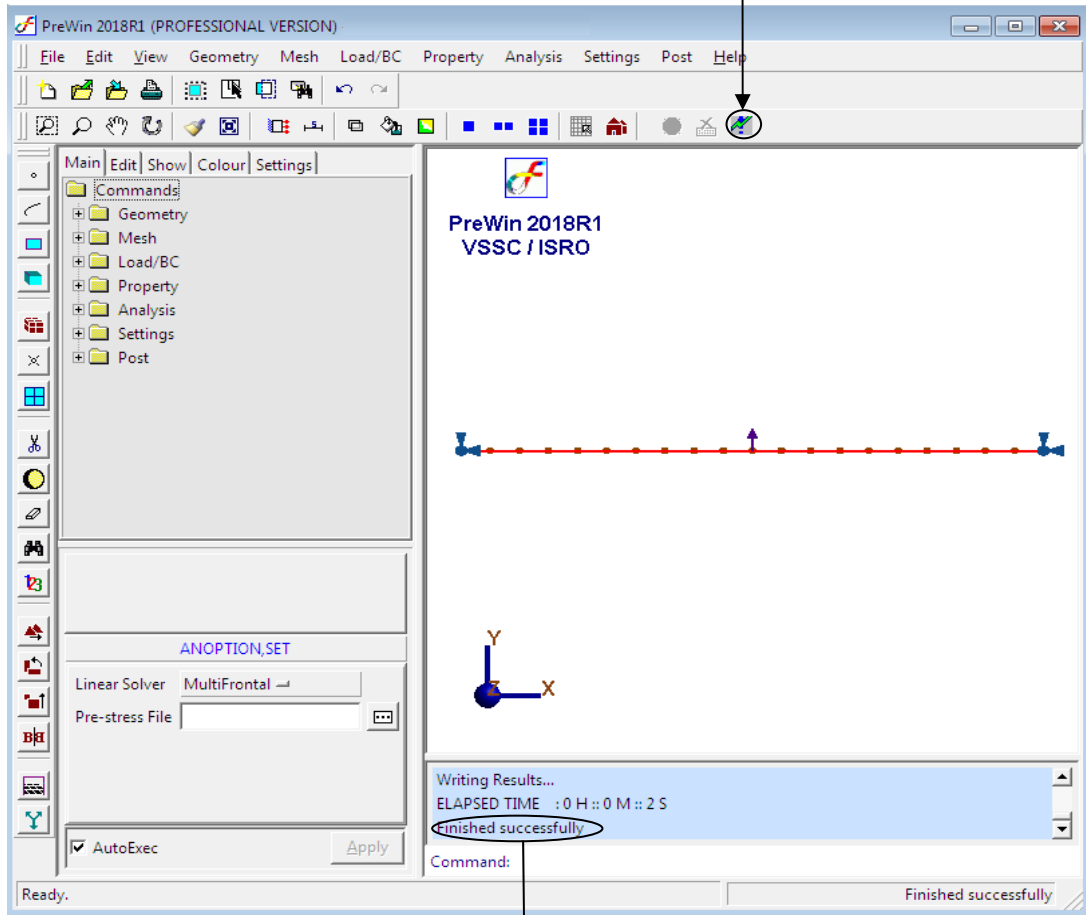 PreWin 2018R1 (PROFESSIONAL VERSION)
File Edit View Geometry Mesh Load/BC Property Analysis Settings Post Help
Main Edit Show Colour Settings
Commands
Geometry
Mesh
Load/BC
Property
Analysis
Settings
Post
123
B B
ANOPTION,SET
Linear Solver MultiFrontal
Pre-stress File
AutoExec Apply
PreWin 2018R1
VSSC / ISRO
Y
Z X
Writing Results...
ELAPSED TIME : 0 H :: 0 M :: 2 S
Finished successfully
Command:
Ready. Finished successfully